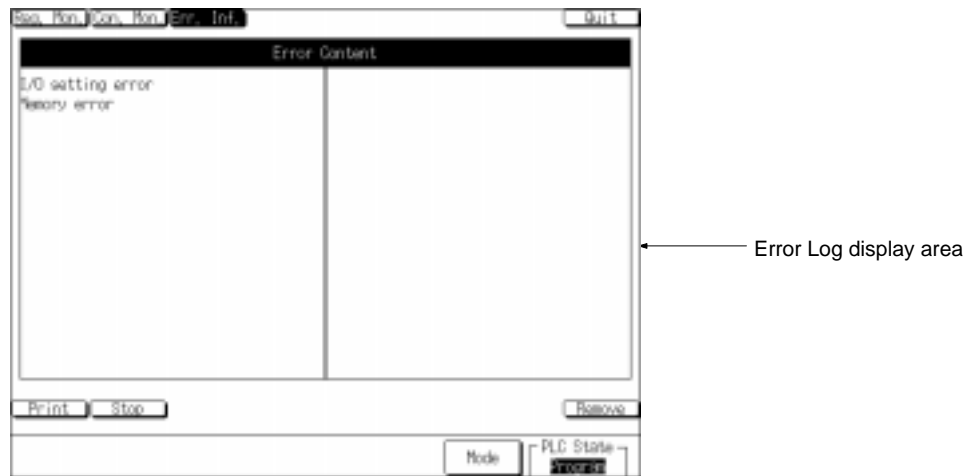 Reg. Mon. Con. Mon. Err. Inf. Quit
Error Content
I/O setting error
Memory error
Error Log display area
Print Stop Remove
Mode PLC State
Program